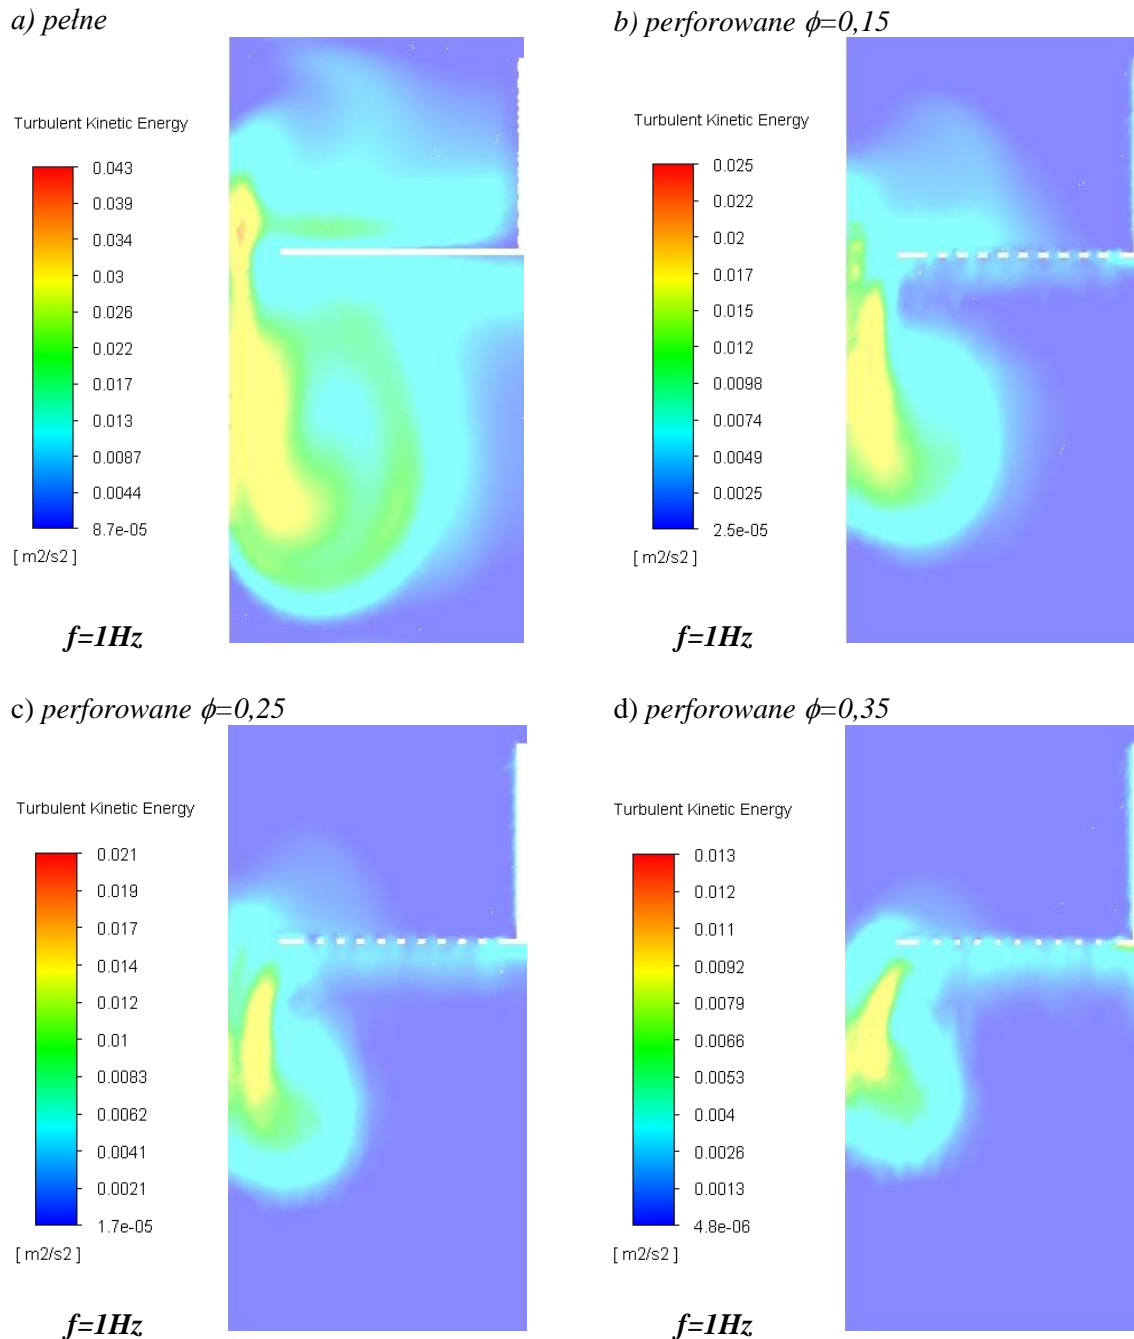 a) pełne
Turbulent Kinetic Energy
0.043
0.039
0.034
0.03
0.026
0.022
0.017
0.013
0.0087
0.0044
8.7e-05
[ m2/s2 ]
f=1Hz
b) perforowane ϕ=0,15
Turbulent Kinetic Energy
0.025
0.022
0.02
0.017
0.015
0.012
0.0098
0.0074
0.0049
0.0025
2.5e-05
[ m2/s2 ]
f=1Hz
c) perforowane ϕ=0,25
Turbulent Kinetic Energy
0.021
0.019
0.017
0.014
0.012
0.01
0.0083
0.0062
0.0041
0.0021
1.7e-05
[ m2/s2 ]
f=1Hz
d) perforowane ϕ=0,35
Turbulent Kinetic Energy
0.013
0.012
0.011
0.0092
0.0079
0.0066
0.0053
0.004
0.0026
0.0013
4.8e-06
[ m2/s2 ]
f=1Hz